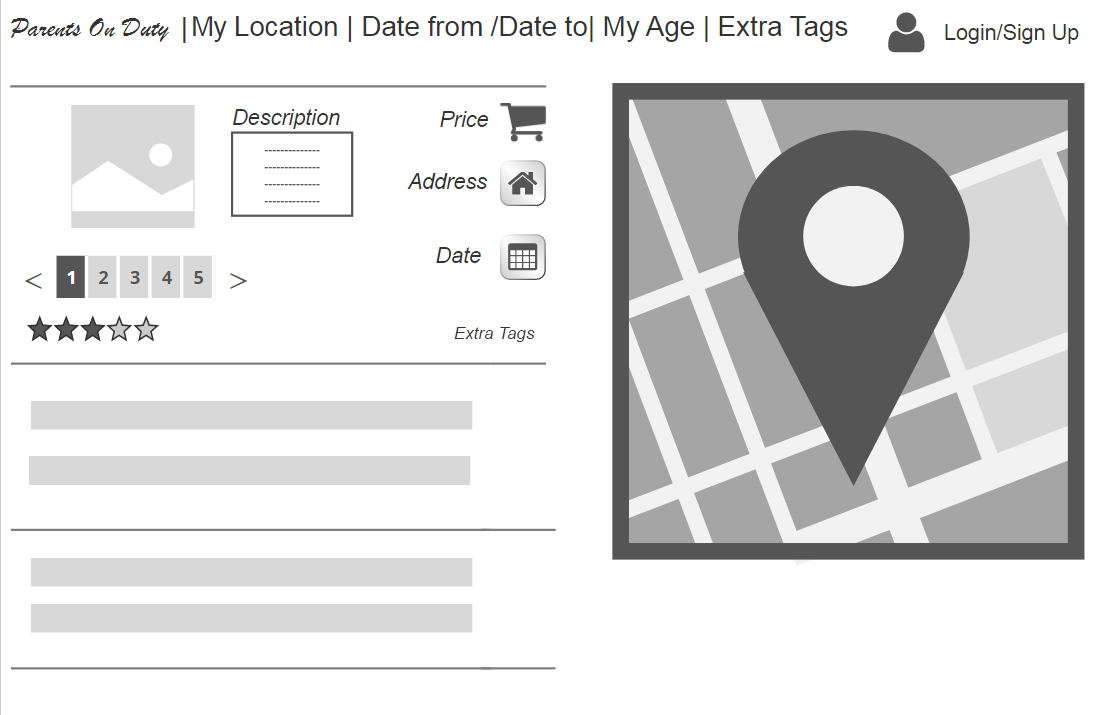 Parents On Duty |My Location | Date from /Date to| My Age | Extra Tags
Login/Sign Up
Description
--------------
--------------
--------------
--------------
Price
Address
Date
< 1 2 3 4 5 >
Extra Tags